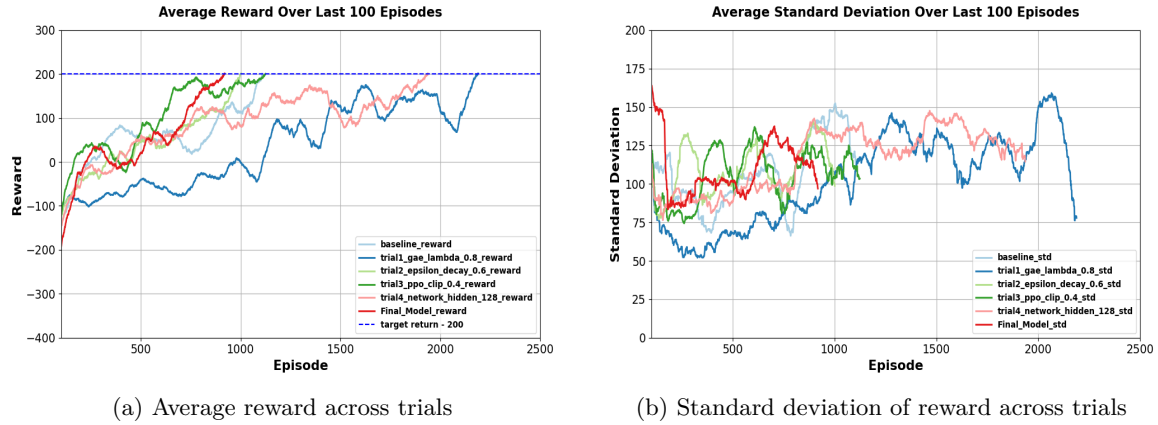 Average Reward Over Last 100 Episodes
300
200
100
0
−100
−200
−300
−400
Reward
500
1000
1500
2000
2500
Episode
baseline_reward
trial1_gae_lambda_0.8_reward
trial2_epsilon_decay_0.6_reward
trial3_ppo_clip_0.4_reward
trial4_network_hidden_128_reward
Final_Model_reward
target return - 200
(a) Average reward across trials
Average Standard Deviation Over Last 100 Episodes
200
175
150
125
100
75
50
25
0
Standard Deviation
500
1000
1500
2000
2500
Episode
baseline_std
trial1_gae_lambda_0.8_std
trial2_epsilon_decay_0.6_std
trial3_ppo_clip_0.4_std
trial4_network_hidden_128_std
Final_Model_std
(b) Standard deviation of reward across trials